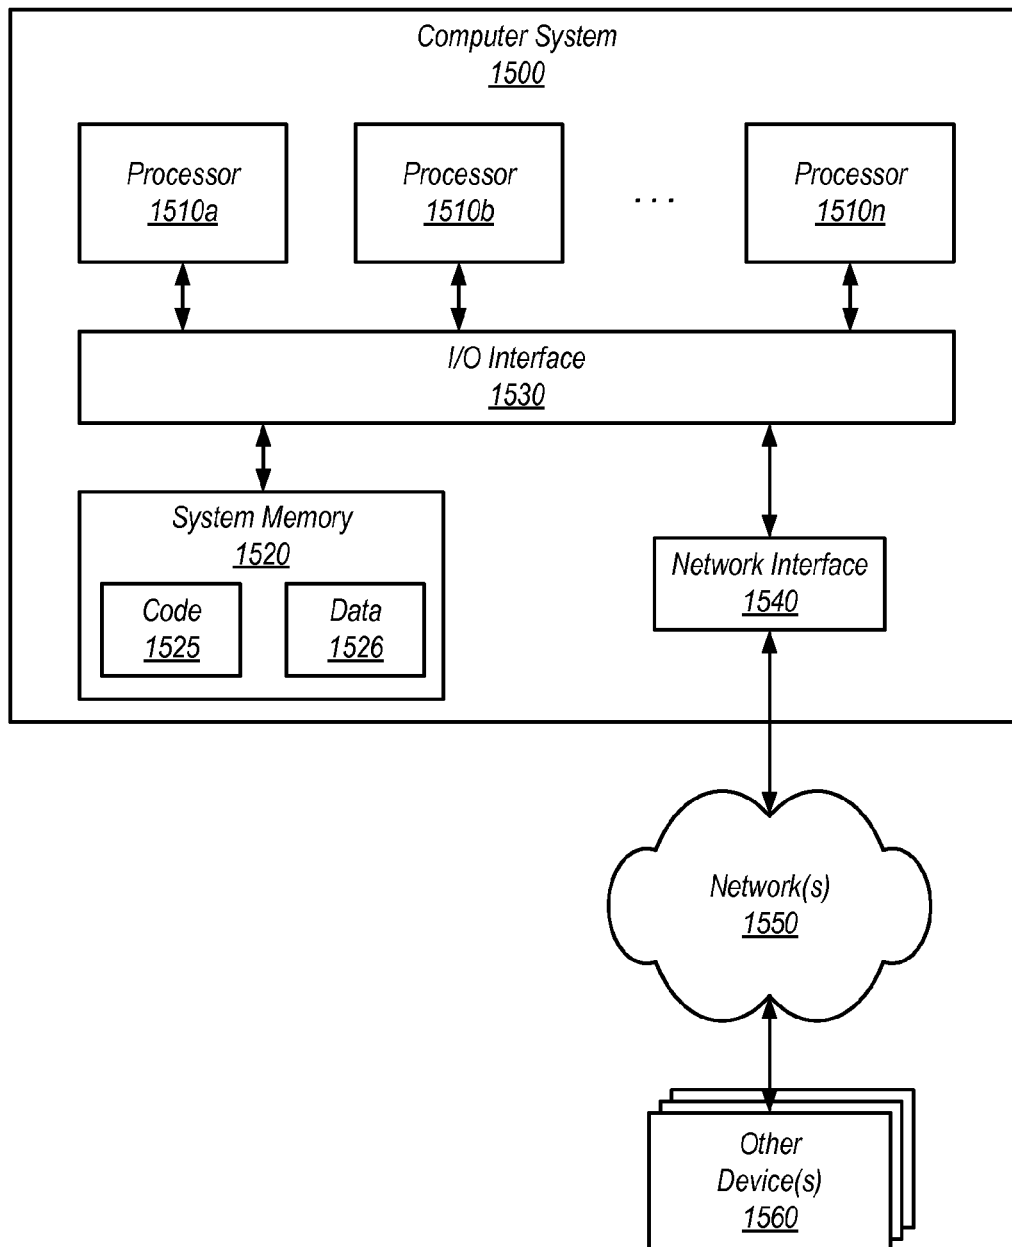 Computer System
1500
Processor
1510a
Processor
1510b
. . .
Processor
1510n
I/O Interface
1530
System Memory
1520
Code
1525
Data
1526
Network Interface
1540
Network(s)
1550
Other
Device(s)
1560